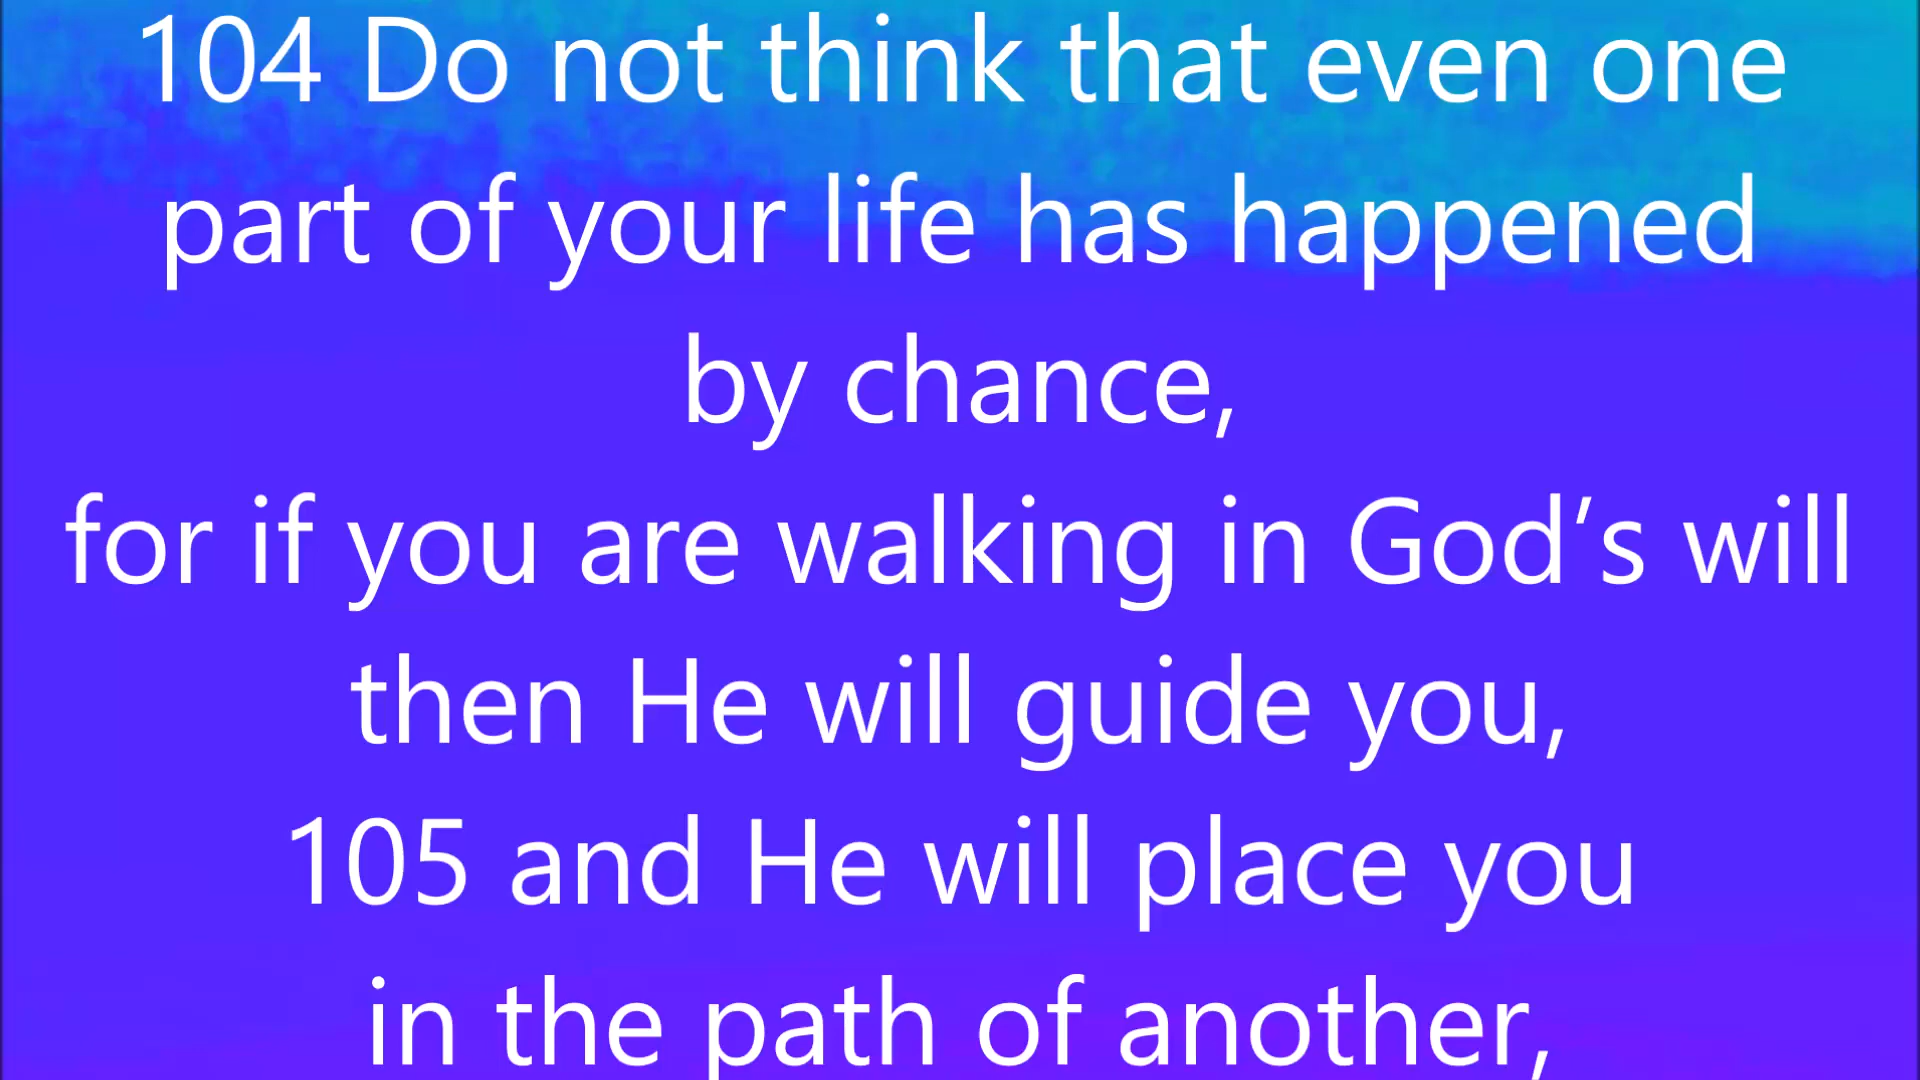 104 Do not think that even one
part of your life has happened
by chance,
for if you are walking in God’s will
then He will guide you,
105 and He will place you
in the path of another,